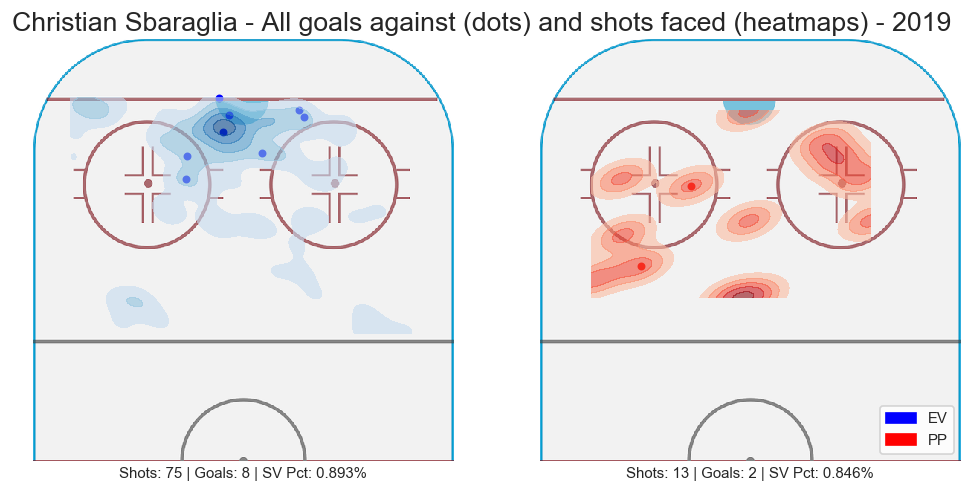 Christian Sbaraglia - All goals against (dots) and shots faced (heatmaps) - 2019
EV
PP
Shots: 75 | Goals: 8 | SV Pct: 0.893%
Shots: 13 | Goals: 2 | SV Pct: 0.846%